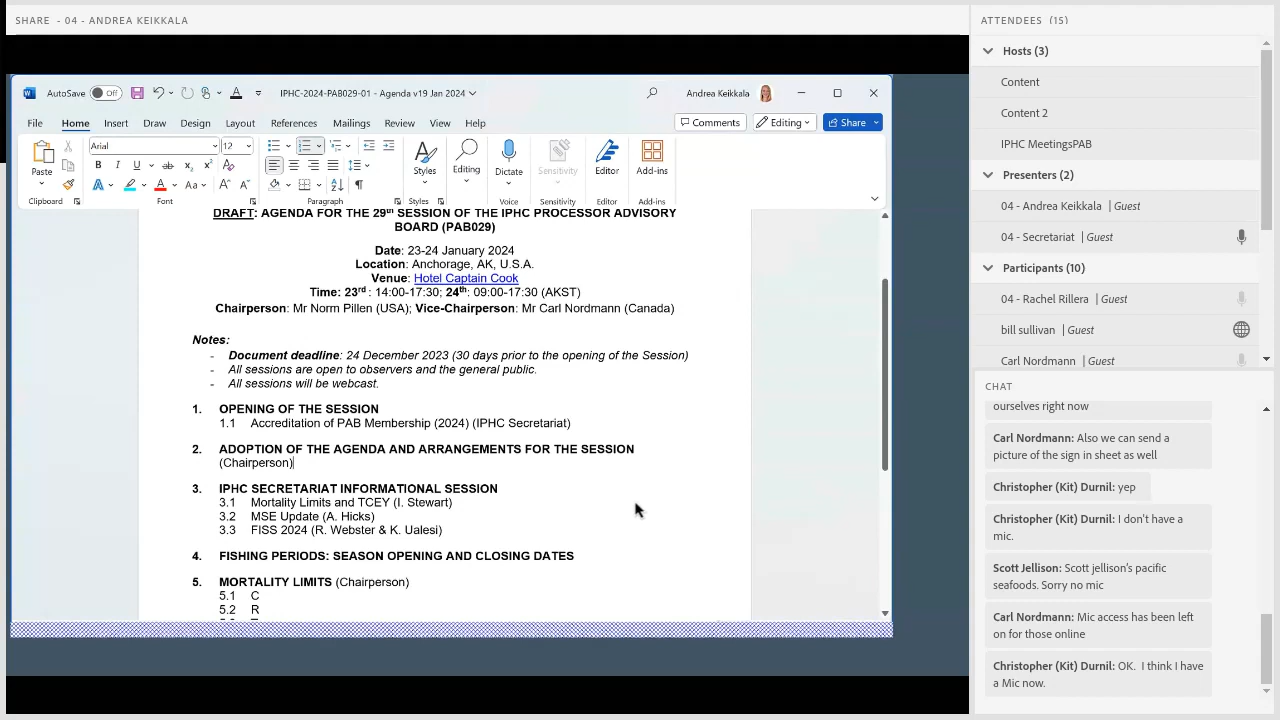 SHARE - 04 - ANDREA KEIKKALA
AutoSave Off
IPHC-2024-PAB029-01 - Agenda v19 Jan 2024
Andrea Keikkala
File Home Insert Draw Design Layout References Mailings Review View Help
Comments Editing Share
Paste
Arial 12
Styles Editing Dictate Sensitivity Editor Add-ins
Clipboard Font Paragraph Styles Voice Sensitivity Editor Add-ins
DRAFT: AGENDA FOR THE 29th SESSION OF THE IPHC PROCESSOR ADVISORY
BOARD (PAB029)
Date: 23-24 January 2024
Location: Anchorage, AK, U.S.A.
Venue: Hotel Captain Cook
Time: 23rd : 14:00-17:30; 24th: 09:00-17:30 (AKST)
Chairperson: Mr Norm Pillen (USA); Vice-Chairperson: Mr Carl Nordmann (Canada)
Notes:
- Document deadline: 24 December 2023 (30 days prior to the opening of the Session)
- All sessions are open to observers and the general public.
- All sessions will be webcast.
1. OPENING OF THE SESSION
1.1 Accreditation of PAB Membership (2024) (IPHC Secretariat)
2. ADOPTION OF THE AGENDA AND ARRANGEMENTS FOR THE SESSION
(Chairperson)
3. IPHC SECRETARIAT INFORMATIONAL SESSION
3.1 Mortality Limits and TCEY (I. Stewart)
3.2 MSE Update (A. Hicks)
3.3 FISS 2024 (R. Webster & K. Ualesi)
4. FISHING PERIODS: SEASON OPENING AND CLOSING DATES
5. MORTALITY LIMITS (Chairperson)
5.1 C
5.2 R
ATTENDEES (15)
Hosts (3)
Content
Content 2
IPHC MeetingsPAB
Presenters (2)
04 - Andrea Keikkala | Guest
04 - Secretariat | Guest
Participants (10)
04 - Rachel Rillera | Guest
bill sullivan | Guest
Carl Nordmann | Guest
CHAT
ourselves right now
Carl Nordmann: Also we can send a
picture of the sign in sheet as well
Christopher (Kit) Durnil: yep
Christopher (Kit) Durnil: I don't have a
mic.
Scott Jellison: Scott jellison's pacific
seafoods. Sorry no mic
Carl Nordmann: Mic access has been left
on for those online
Christopher (Kit) Durnil: OK. I think I have
a Mic now.